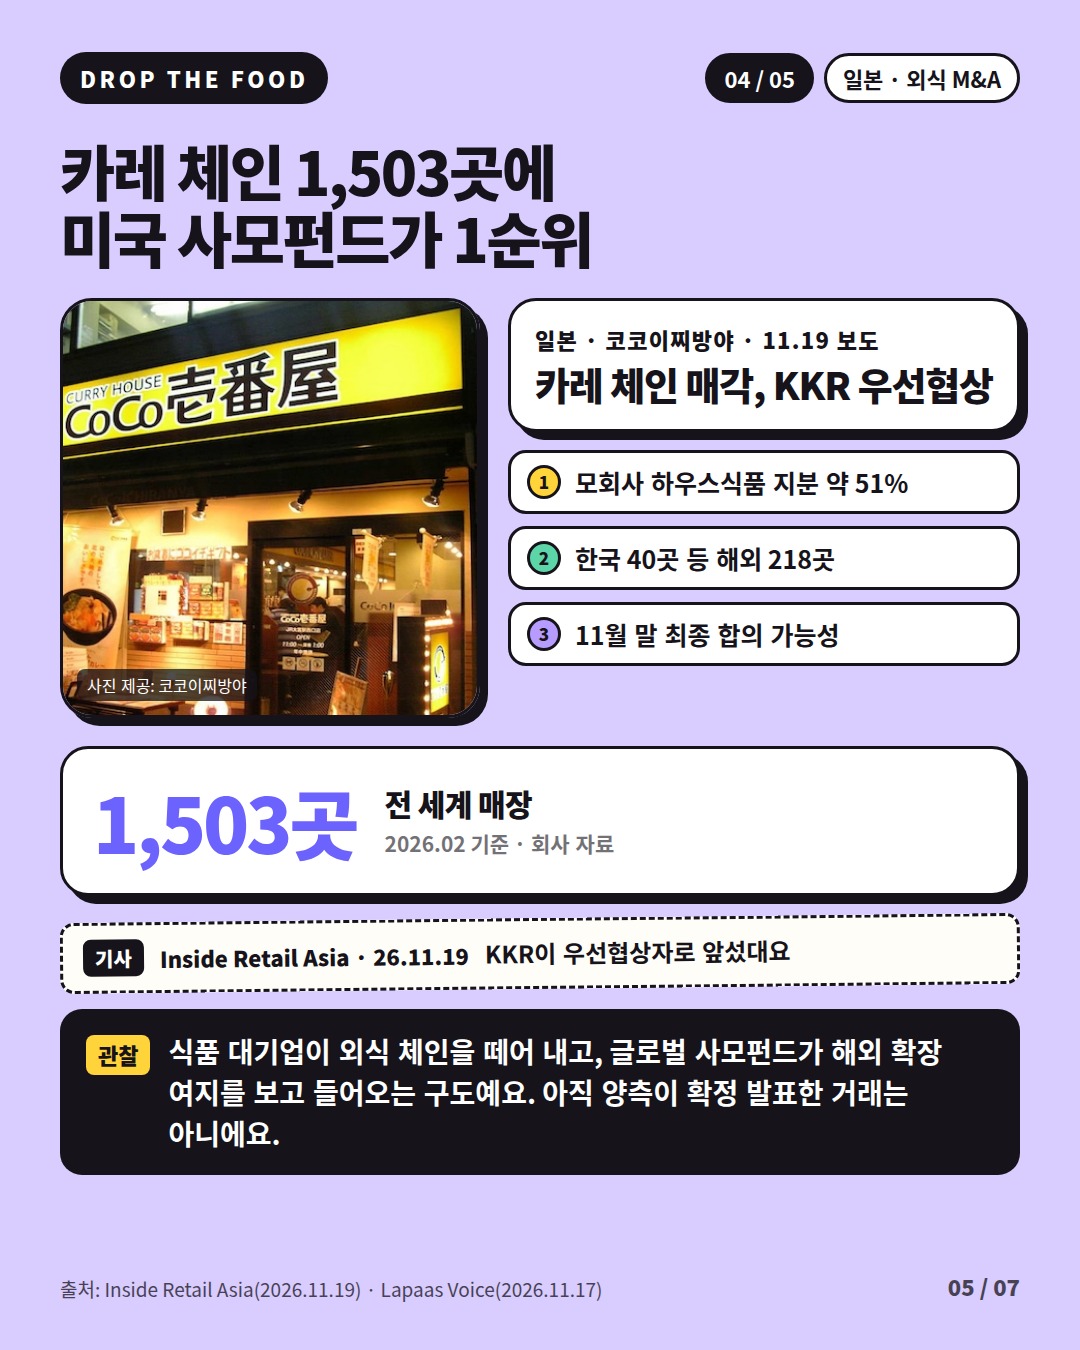 DROP THE FOOD
04 / 05
일본 · 외식 M&A
카레 체인 1,503곳에
미국 사모펀드가 1순위
CURRY HOUSE
CoCo壱番屋
CoCo壱番屋
OPEN
사진 제공: 코코이찌방야
일본 · 코코이찌방야 · 11.19 보도
카레 체인 매각, KKR 우선협상
1 모회사 하우스식품 지분 약 51%
2 한국 40곳 등 해외 218곳
3 11월 말 최종 합의 가능성
1,503곳
전 세계 매장
2026.02 기준 · 회사 자료
기사 Inside Retail Asia · 26.11.19 KKR이 우선협상자로 앞섰대요
관찰
식품 대기업이 외식 체인을 떼어 내고, 글로벌 사모펀드가 해외 확장
여지를 보고 들어오는 구도예요. 아직 양측이 확정 발표한 거래는
아니에요.
출처: Inside Retail Asia(2026.11.19) · Lapaas Voice(2026.11.17)
05 / 07